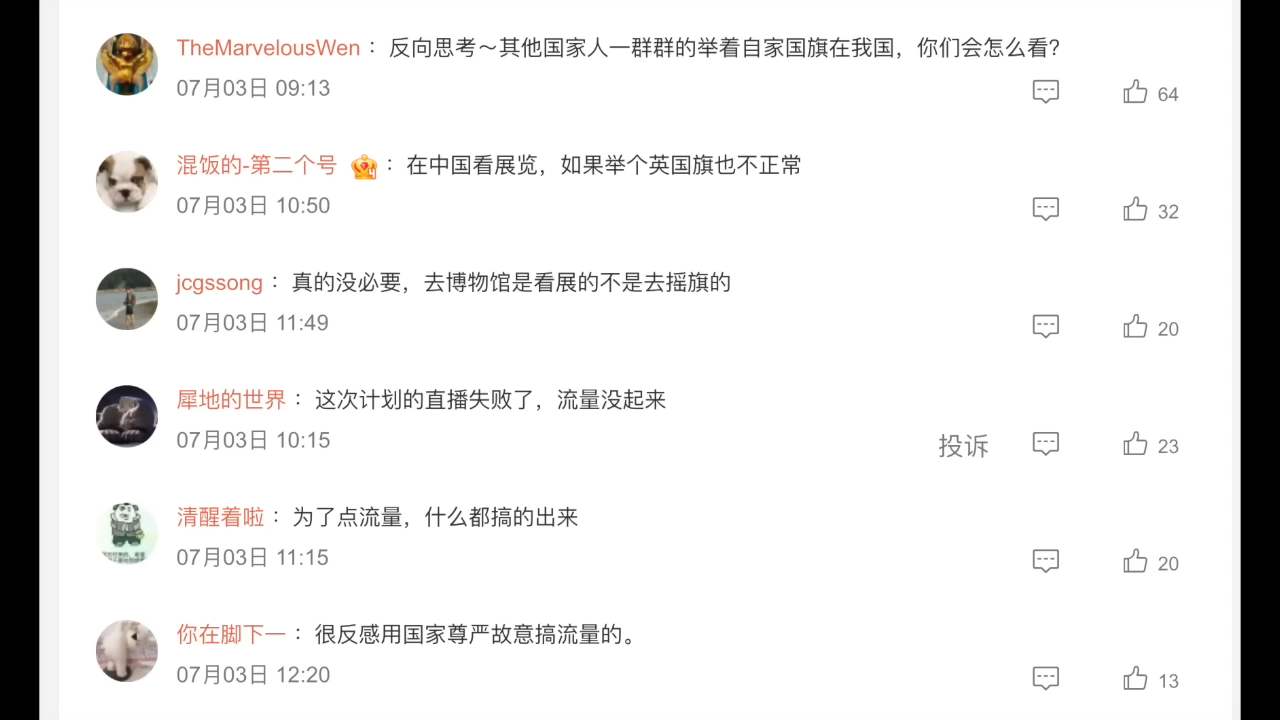 TheMarvelousWen：反向思考～其他国家人一群群的举着自家国旗在我国，你们会怎么看?
07月03日 09:13
64
混饭的-第二个号：在中国看展览，如果举个英国旗也不正常
07月03日 10:50
32
jcgssong：真的没必要，去博物馆是看展的不是去摇旗的
07月03日 11:49
20
犀地的世界：这次计划的直播失败了，流量没起来
07月03日 10:15
投诉
23
清醒着啦：为了点流量，什么都搞的出来
07月03日 11:15
20
你在脚下一：很反感用国家尊严故意搞流量的。
07月03日 12:20
13